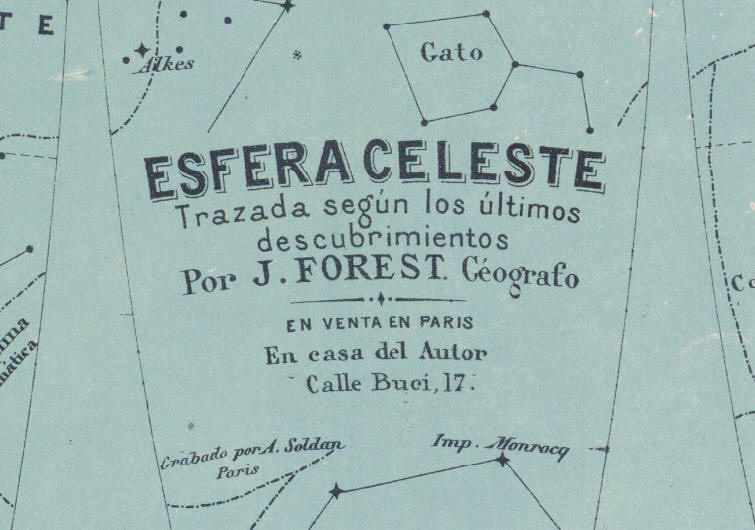 T E
Alkes
Gato
ESFERA CELESTE
Trazada según los últimos
descubrimientos
Por J. FOREST. Géografo
EN VENTA EN PARIS
En casa del Autor
Calle Buci, 17.
Grabado por A. Soldan
Paris
Imp. Monrocq